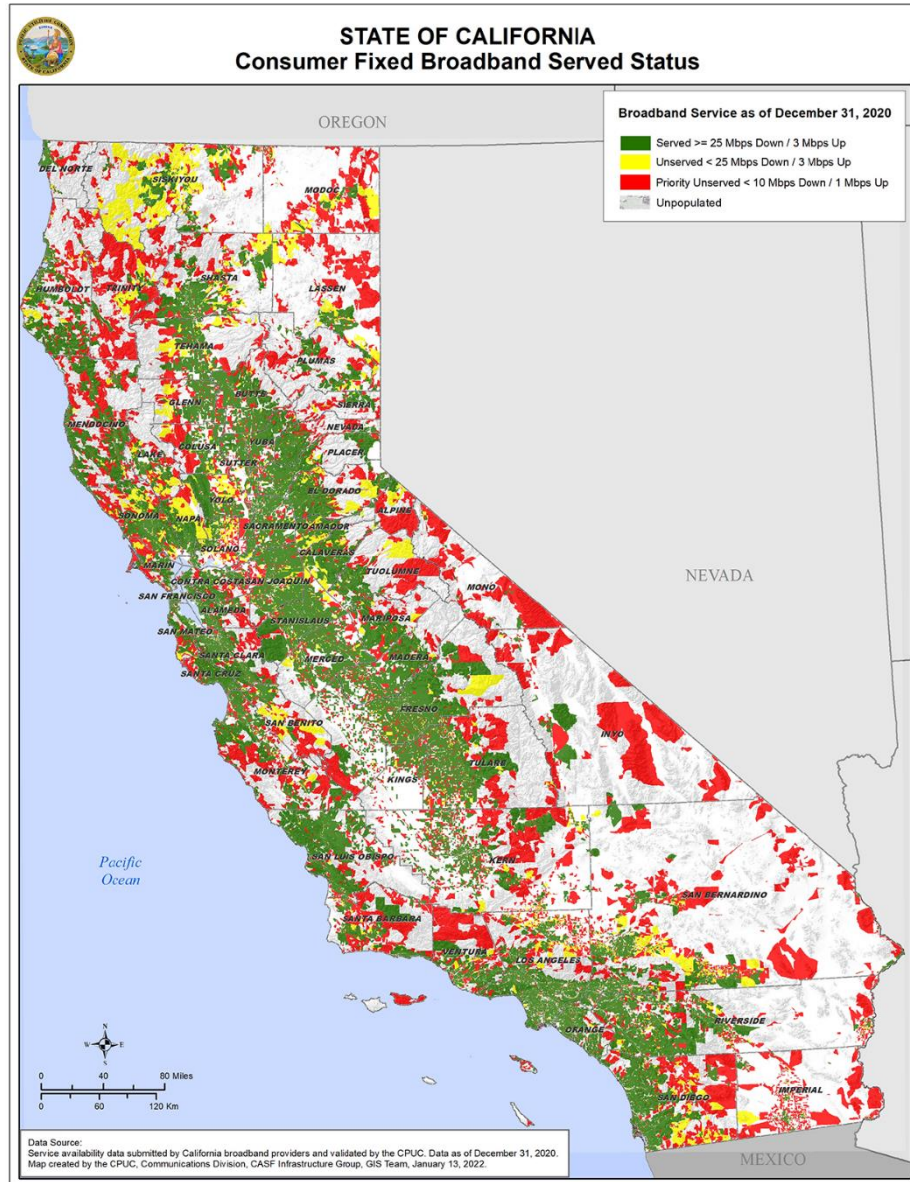 STATE OF CALIFORNIA
Consumer Fixed Broadband Served Status
Broadband Service as of December 31, 2020
Served >= 25 Mbps Down / 3 Mbps Up
Unserved < 25 Mbps Down / 3 Mbps Up
Priority Unserved < 10 Mbps Down / 1 Mbps Up
Unpopulated
OREGON
DEL NORTE
SISKIYOU
MODOC
HUMBOLDT
TRINITY
SHASTA
LASSEN
TEHAMA
PLUMAS
GLENN
BUTTE
SIERRA
MENDOCINO
NEVADA
COLUSA
YUBA
LAKE
SUTTER
PLACER
YOLO
EL DORADO
SONOMA
NAPA
ALPINE
SACRAMENTO
AMADOR
SOLANO
CALAVERAS
MARIN
TUOLUMNE
CONTRA COSTA
SAN JOAQUIN
MONO
NEVADA
SAN FRANCISCO
ALAMEDA
STANISLAUS
MARIPOSA
SAN MATEO
SANTA CLARA
MERCED
MADERA
SANTA CRUZ
FRESNO
SAN BENITO
INYO
MONTEREY
KINGS
TULARE
Pacific
Ocean
SAN LUIS OBISPO
KERN
SAN BERNARDINO
SANTA BARBARA
VENTURA
LOS ANGELES
ORANGE
RIVERSIDE
SAN DIEGO
IMPERIAL
N
W
E
S
0 40 80 Miles
0 60 120 Km
MEXICO
Data Source:
Service availability data submitted by California broadband providers and validated by the CPUC. Data as of December 31, 2020.
Map created by the CPUC, Communications Division, CASF Infrastructure Group, GIS Team, January 13, 2022.